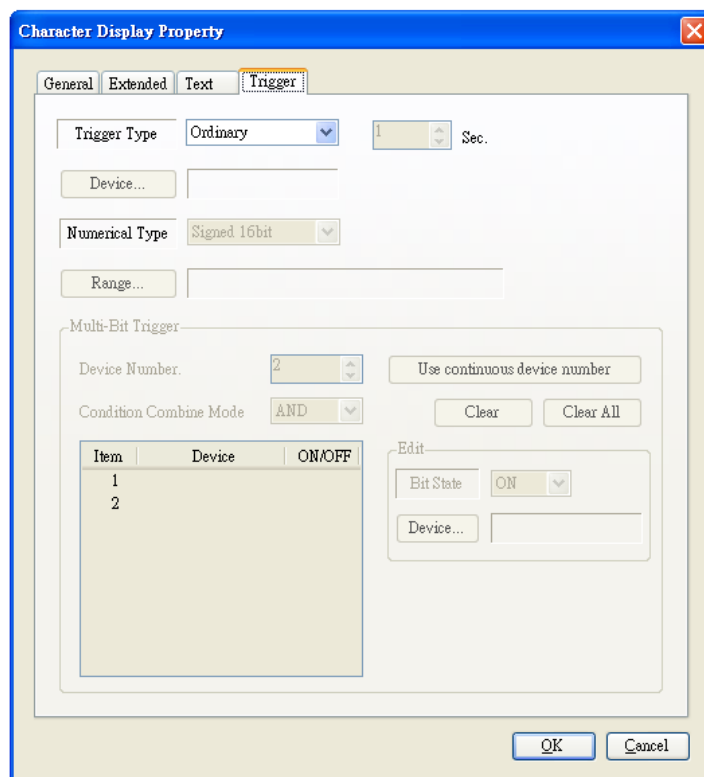 Character Display Property
General Extended Text Trigger
Trigger Type Ordinary 1 Sec.
Device...
Numerical Type Signed 16bit
Range...
Multi-Bit Trigger
Device Number. 2 Use continuous device number
Condition Combine Mode AND Clear Clear All
Item Device ON/OFF
1
2
Edit
Bit State ON
Device...
OK Cancel